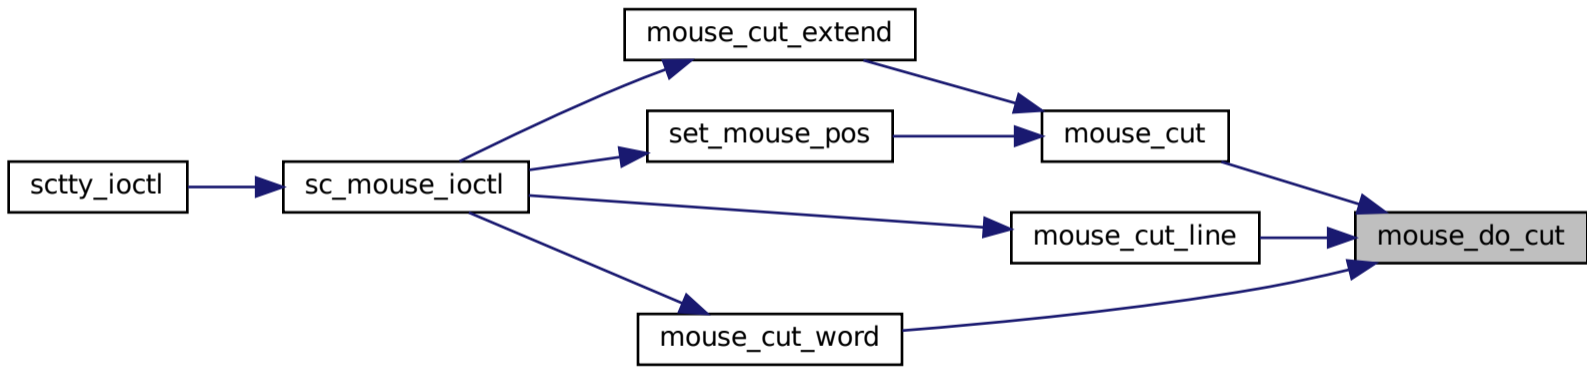 mouse_cut_extend
set_mouse_pos
mouse_cut
sctty_ioctl
sc_mouse_ioctl
mouse_cut_line
mouse_do_cut
mouse_cut_word